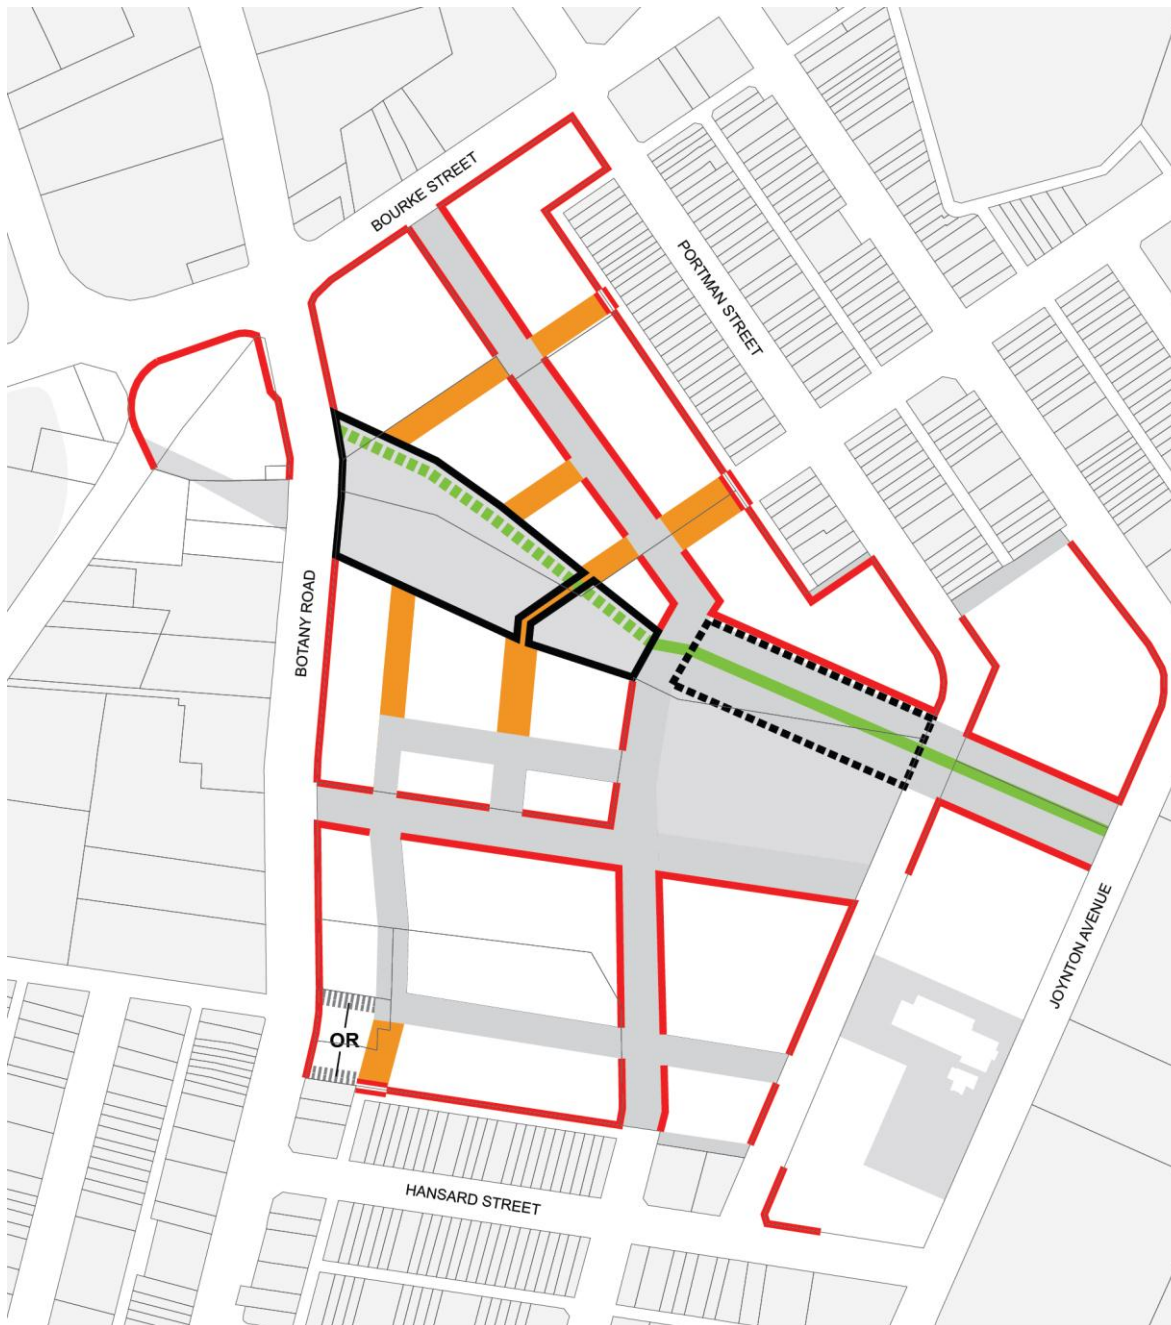 BOURKE STREET
PORTMAN STREET
BOTANY ROAD
JOYNTON AVENUE
OR
HANSARD STREET